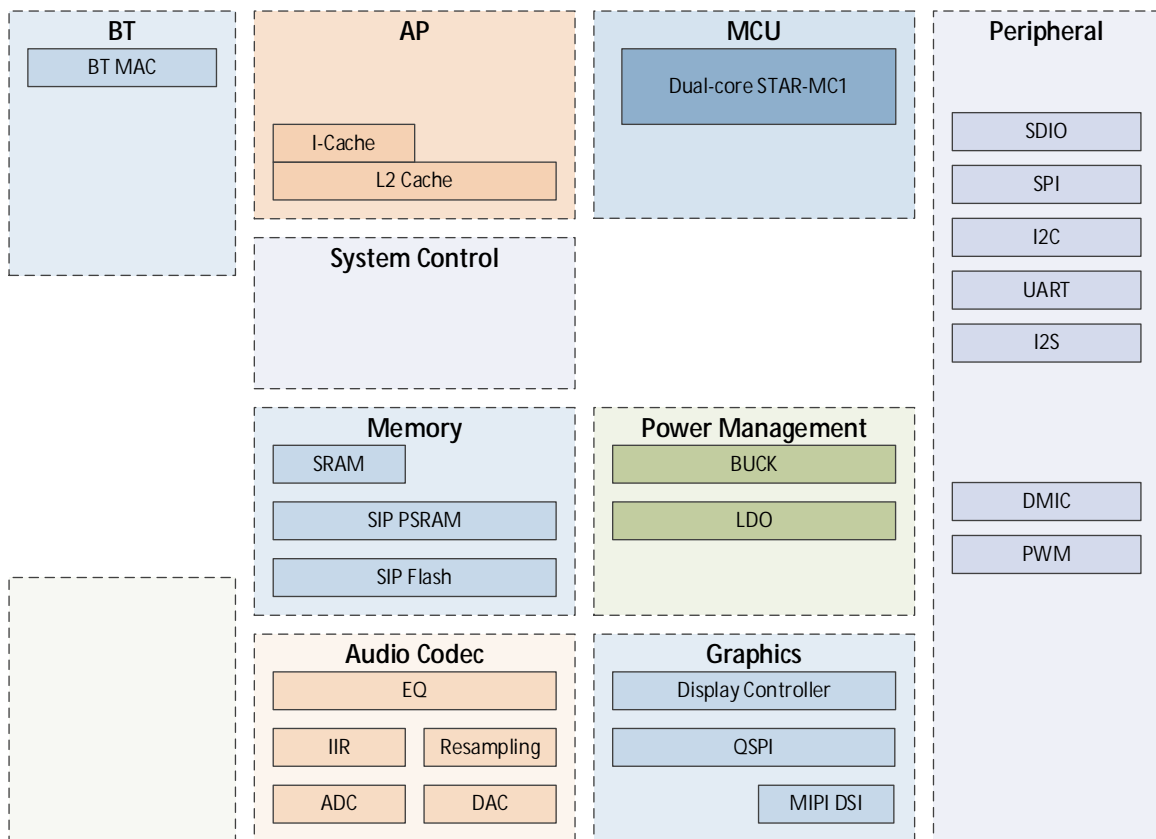 BT
BT MAC
AP
I-Cache
L2 Cache
MCU
Dual-core STAR-MC1
Peripheral
SDIO
SPI
I2C
UART
I2S
DMIC
PWM
System Control
Memory
SRAM
SIP PSRAM
SIP Flash
Power Management
BUCK
LDO
Audio Codec
EQ
IIR
Resampling
ADC
DAC
Graphics
Display Controller
QSPI
MIPI DSI